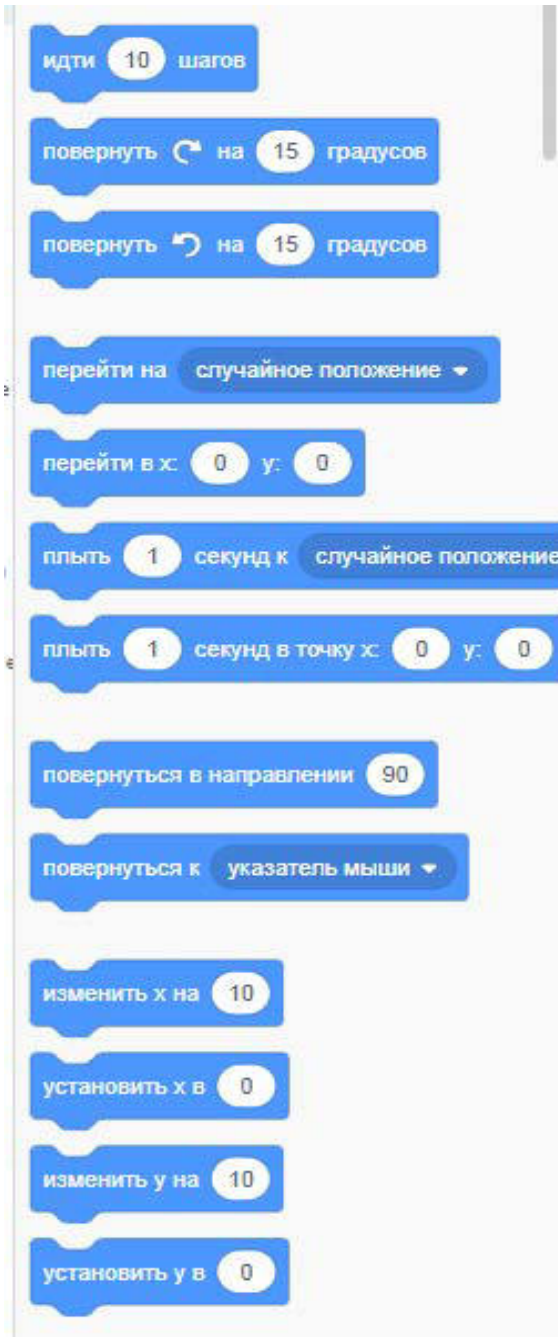 идти 10 шагов
повернуть на 15 градусов
повернуть на 15 градусов
перейти на случайное положение
перейти в x: 0 y: 0
плыть 1 секунд к случайное положение
плыть 1 секунд в точку x: 0 y: 0
повернуться в направлении 90
повернуться к указатель мыши
изменить x на 10
установить x в 0
изменить y на 10
установить y в 0